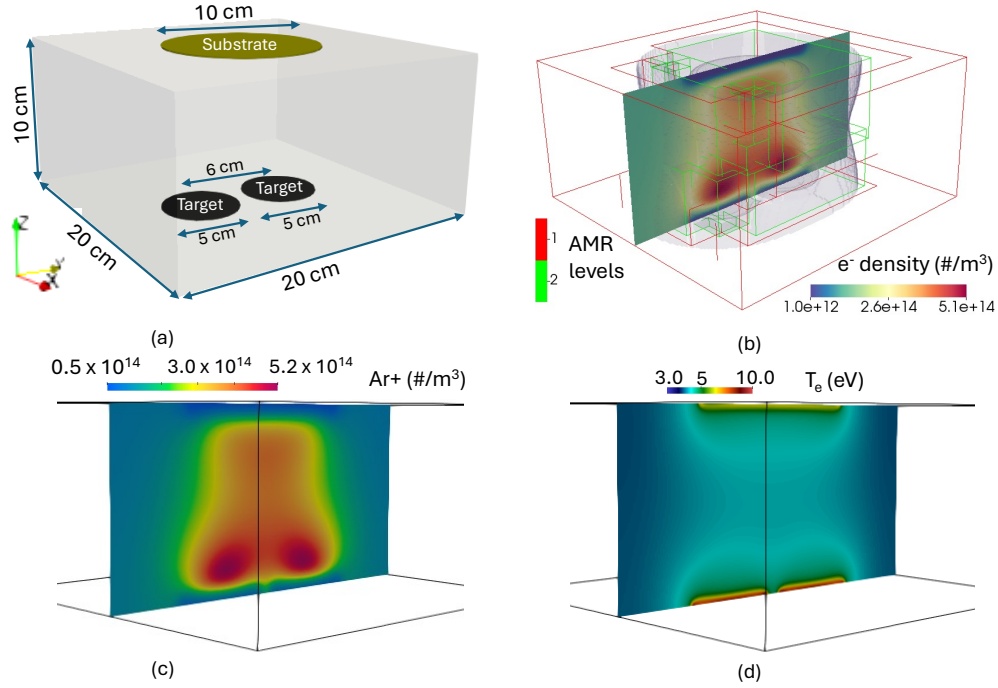 10 cm
Substrate
10 cm
6 cm
Target
Target
5 cm
5 cm
20 cm
20 cm
Z
Y
X
(a)
1
2
AMR
levels
e⁻ density (#/m³)
1.0e+12 2.6e+14 5.1e+14
(b)
0.5 x 10¹⁴ 3.0 x 10¹⁴ 5.2 x 10¹⁴
Ar+ (#/m³)
(c)
3.0 5 10.0 Tₑ (eV)
(d)